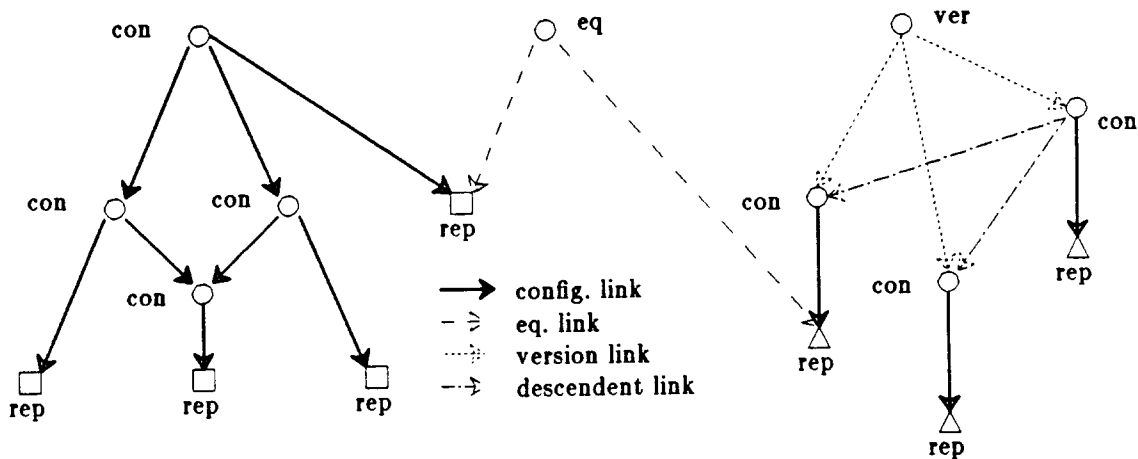 con
eq
ver
con
con
con
con
rep
con
con
rep
config. link
eq. link
version link
descendent link
rep
rep
rep
rep
rep